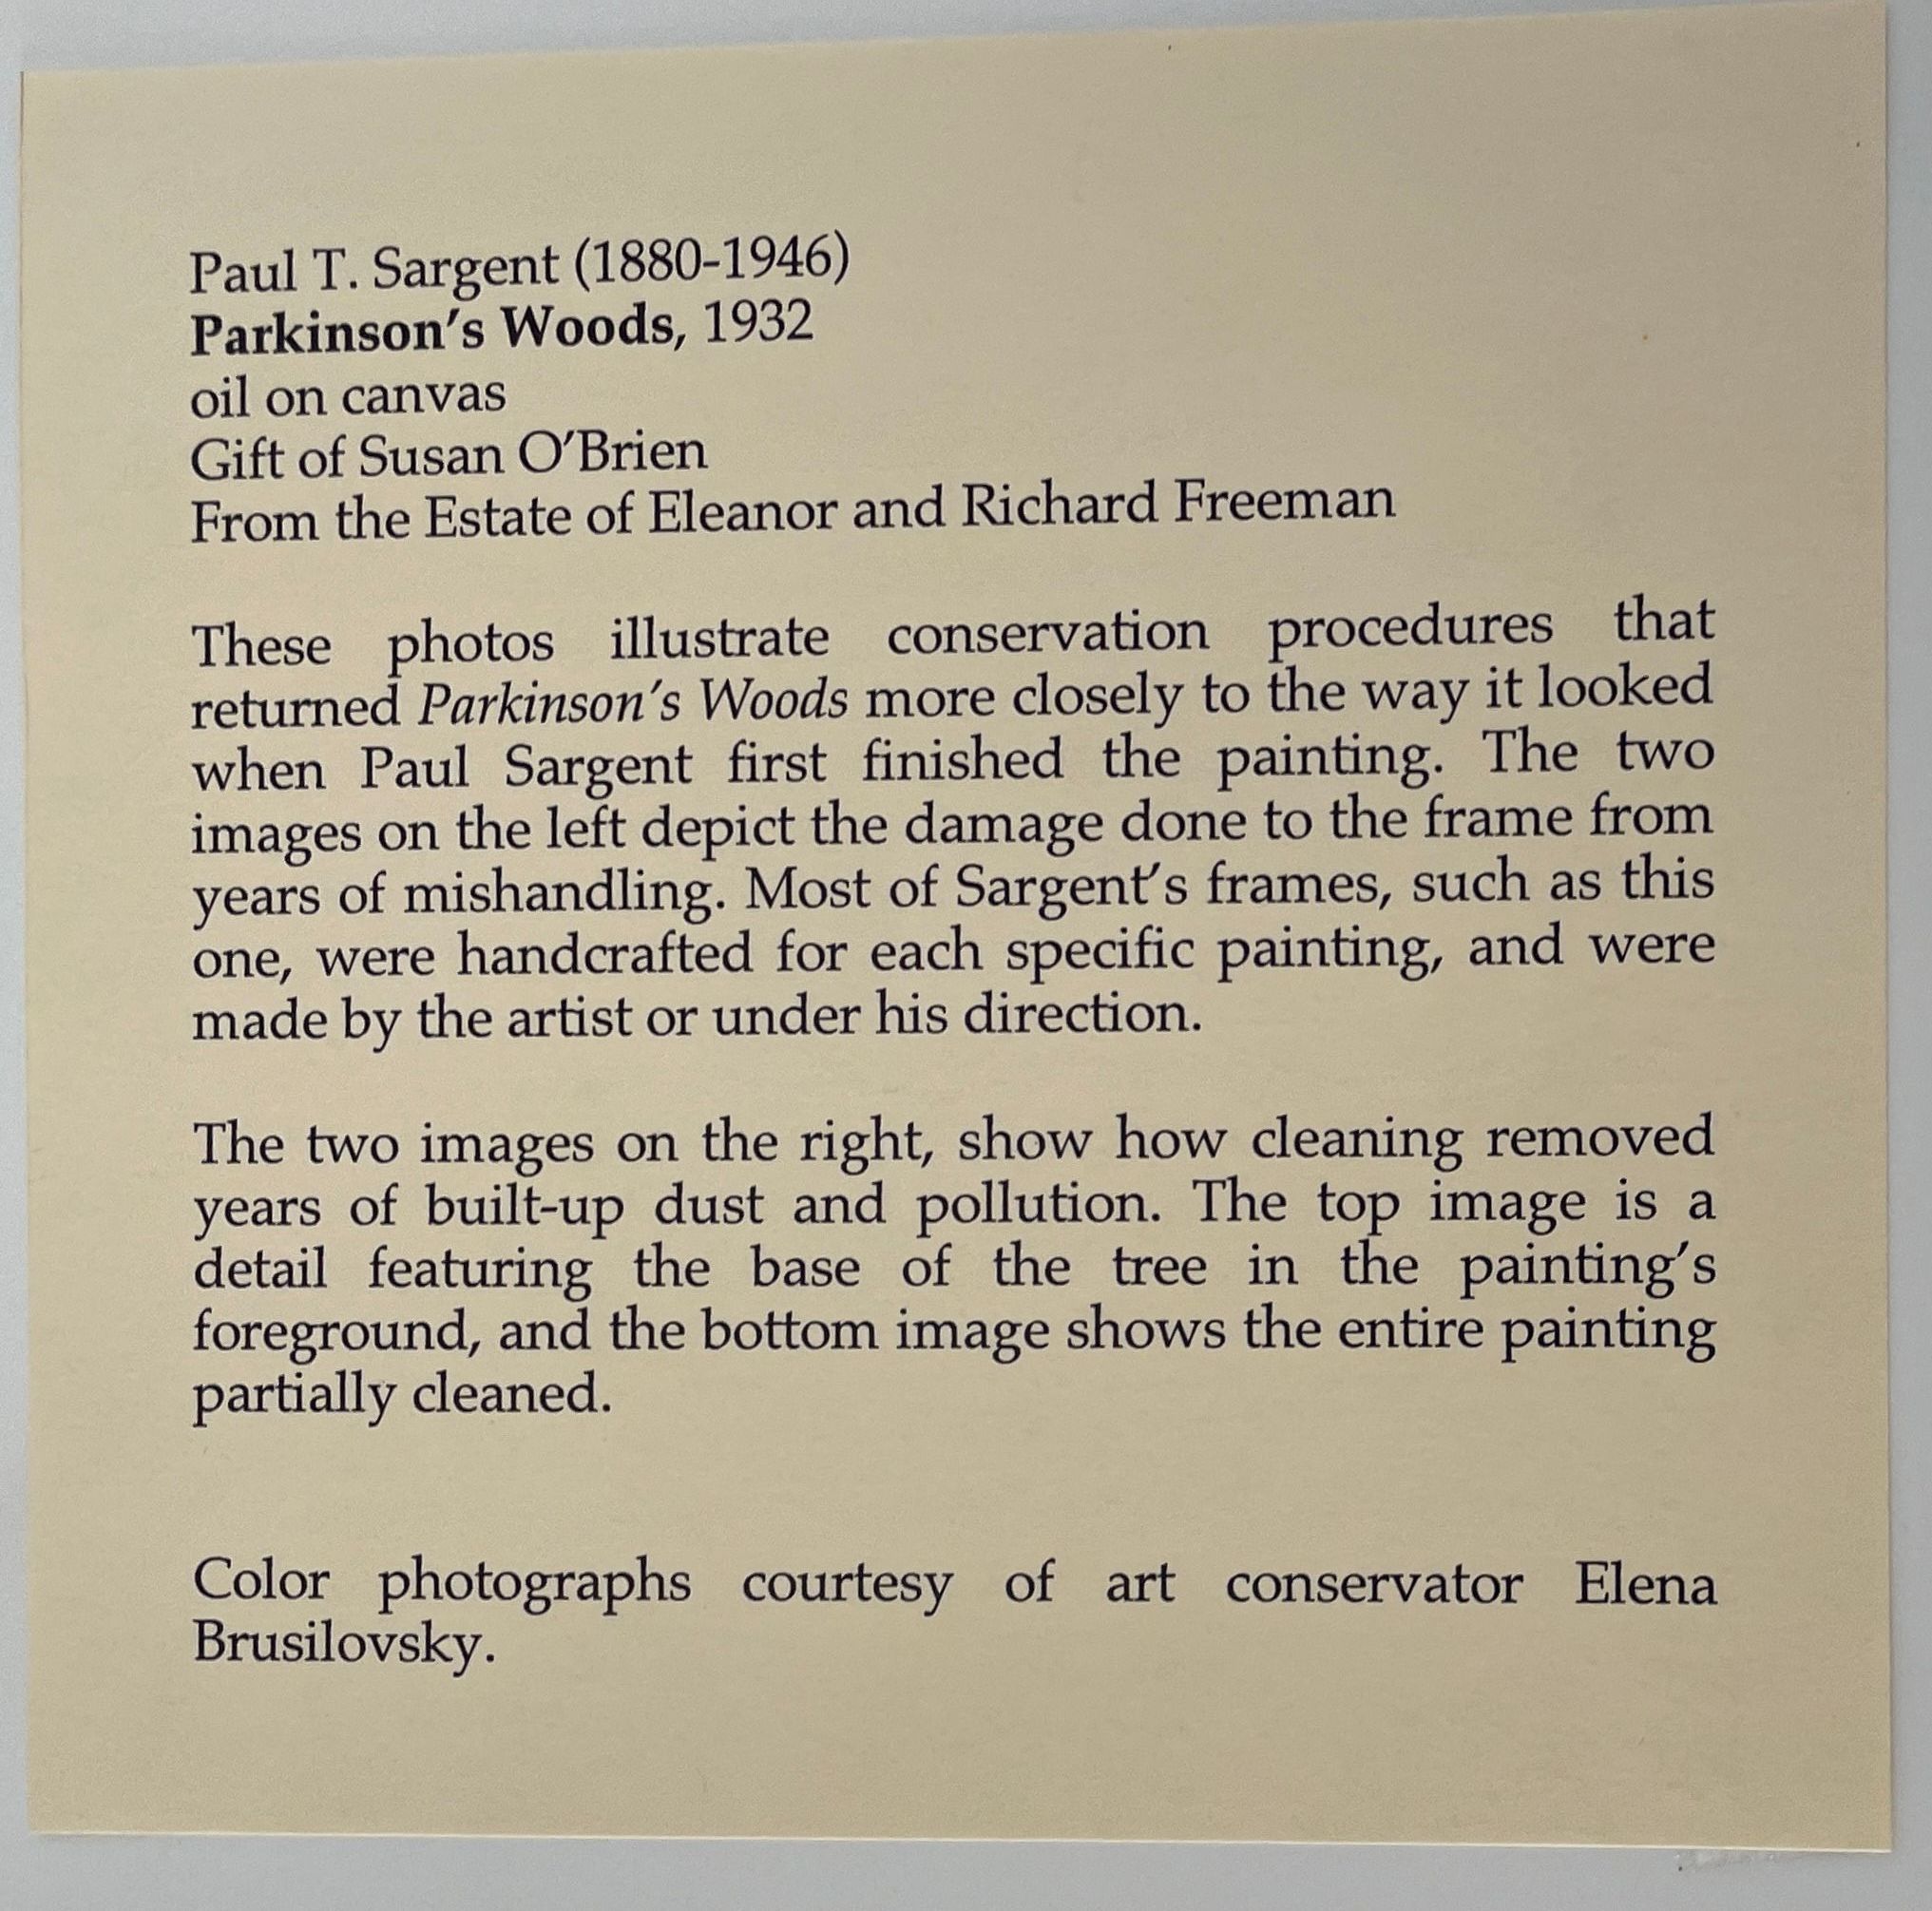 Paul T. Sargent (1880-1946)
Parkinson's Woods, 1932
oil on canvas
Gift of Susan O'Brien
From the Estate of Eleanor and Richard Freeman
These photos illustrate conservation procedures that
returned Parkinson's Woods more closely to the way it looked
when Paul Sargent first finished the painting. The two
images on the left depict the damage done to the frame from
years of mishandling. Most of Sargent's frames, such as this
one, were handcrafted for each specific painting, and were
made by the artist or under his direction.
The two images on the right, show how cleaning removed
years of built-up dust and pollution. The top image is a
detail featuring the base of the tree in the painting's
foreground, and the bottom image shows the entire painting
partially cleaned.
Color photographs courtesy of art conservator Elena
Brusilovsky.